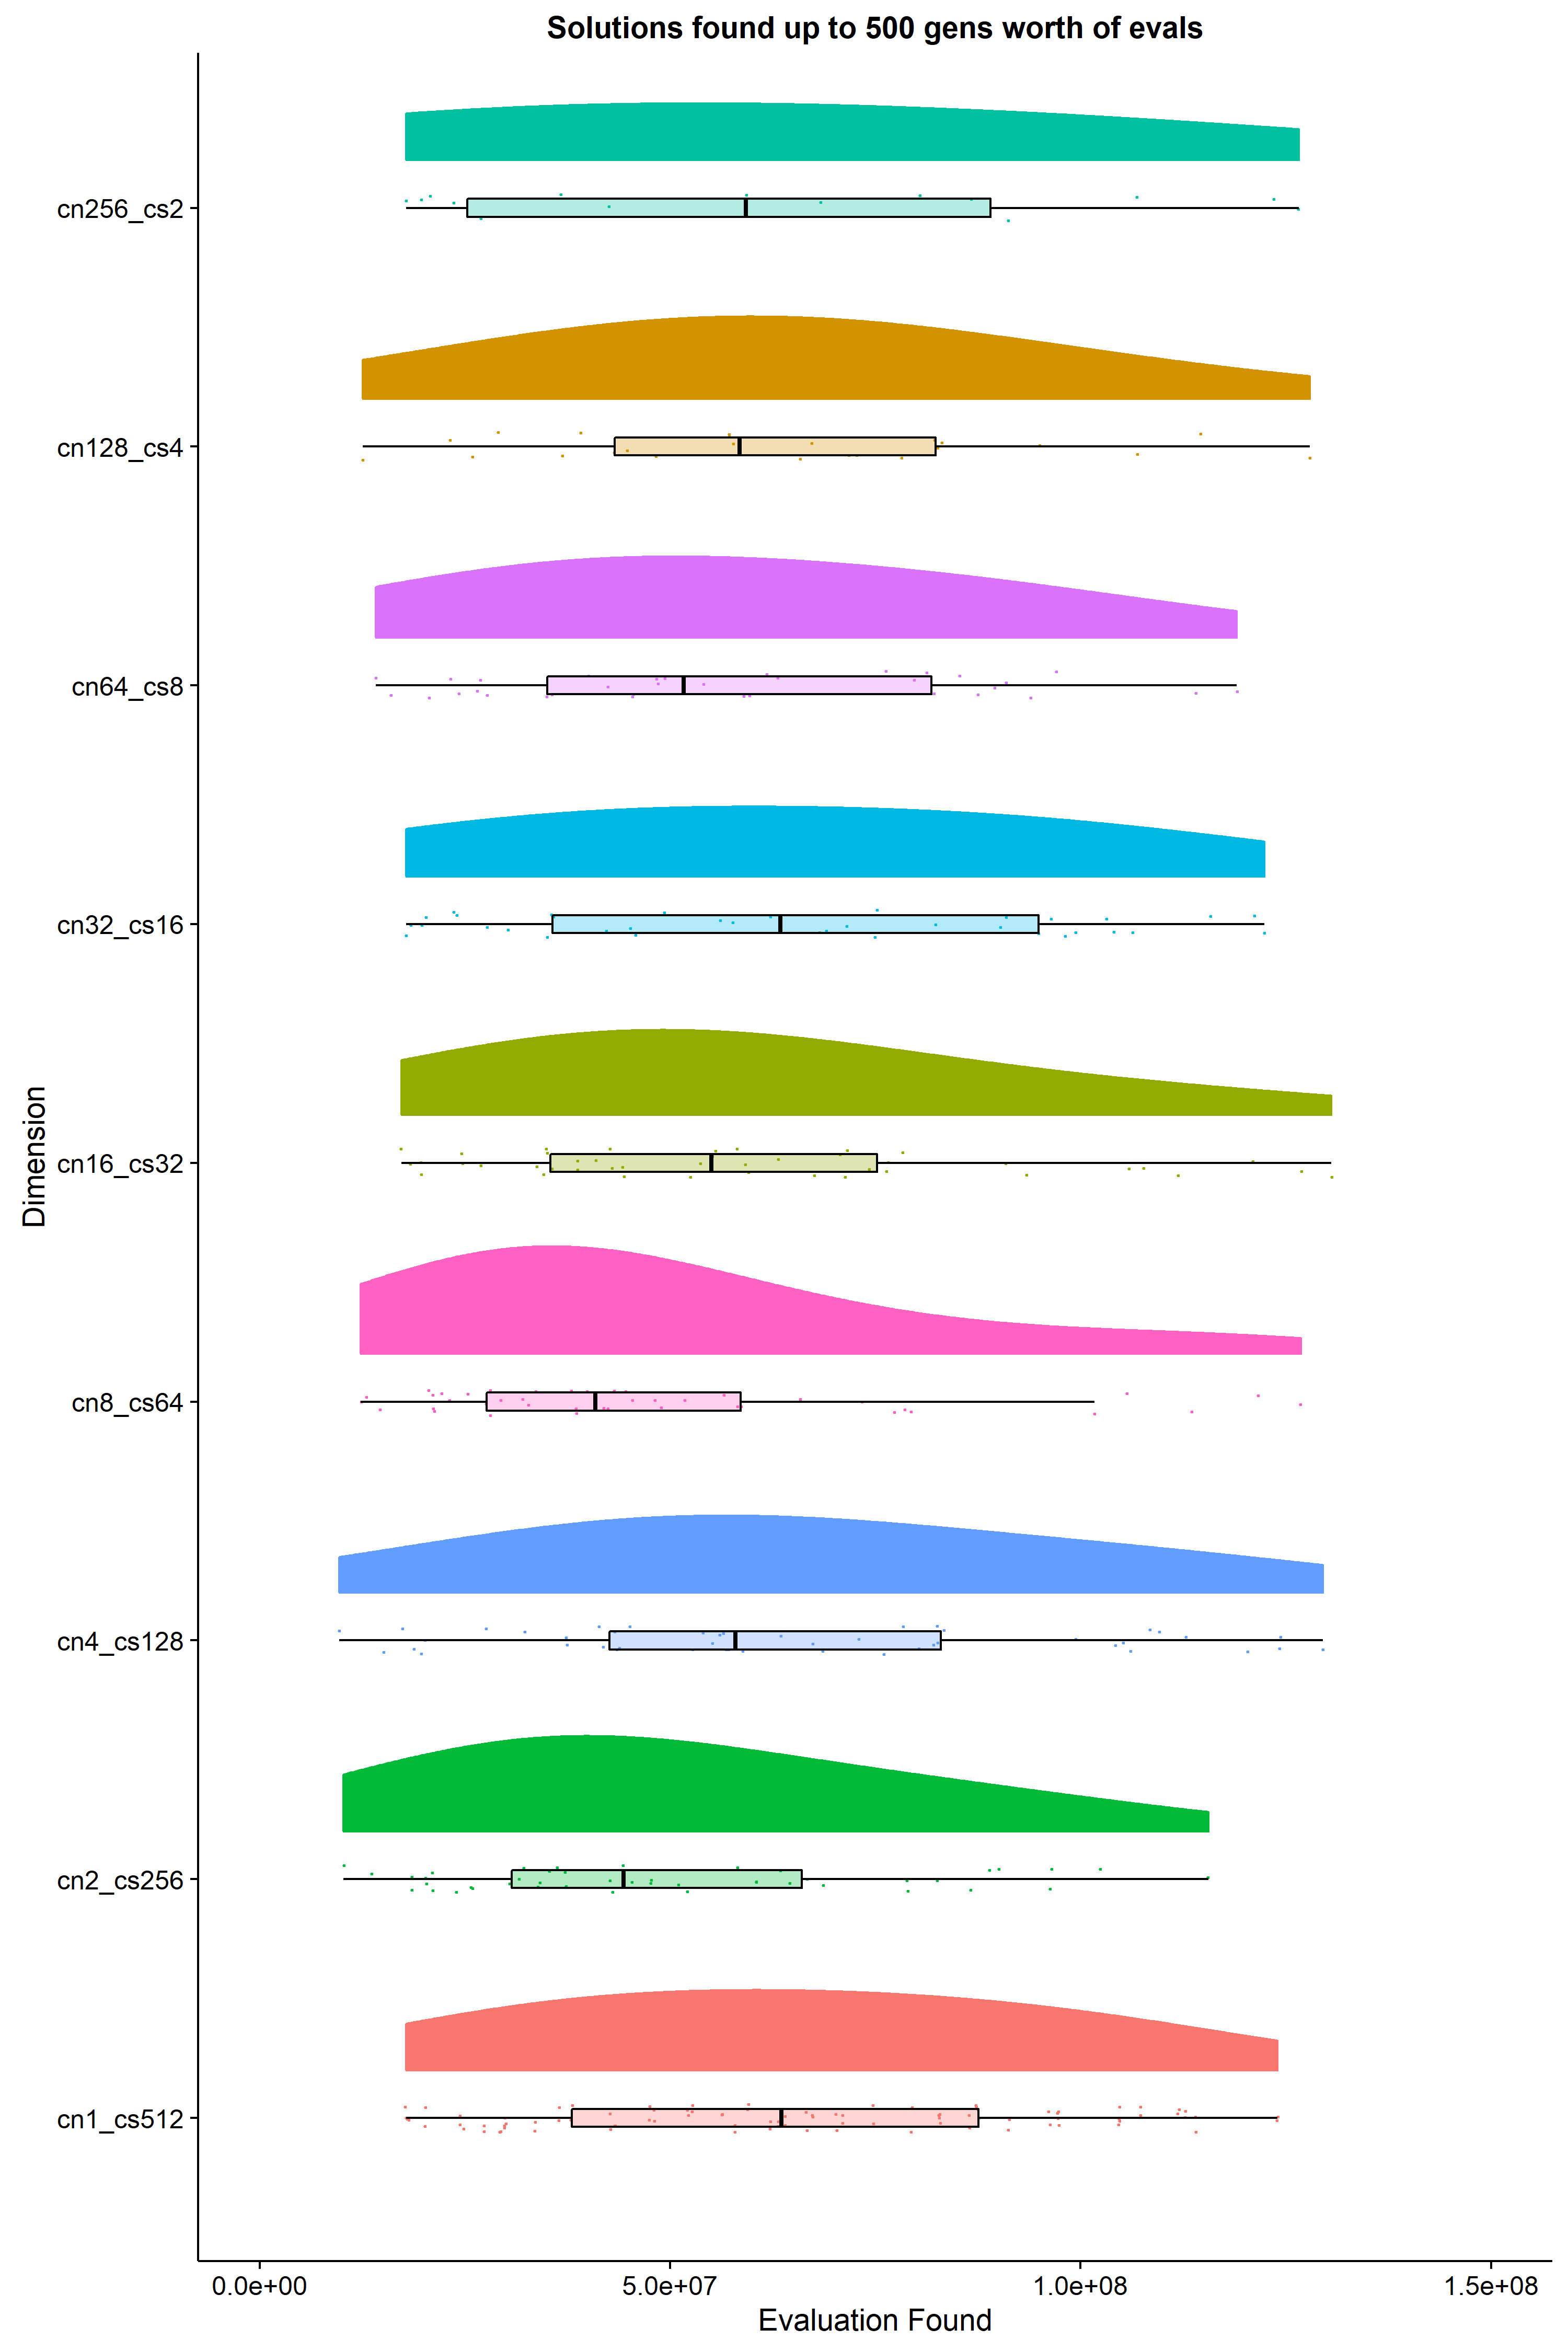 Solutions found up to 500 gens worth of evals
cn256_cs2
cn128_cs4
cn64_cs8
cn32_cs16
cn16_cs32
cn8_cs64
cn4_cs128
cn2_cs256
cn1_cs512
Dimension
0.0e+00 5.0e+07 1.0e+08 1.5e+08
Evaluation Found